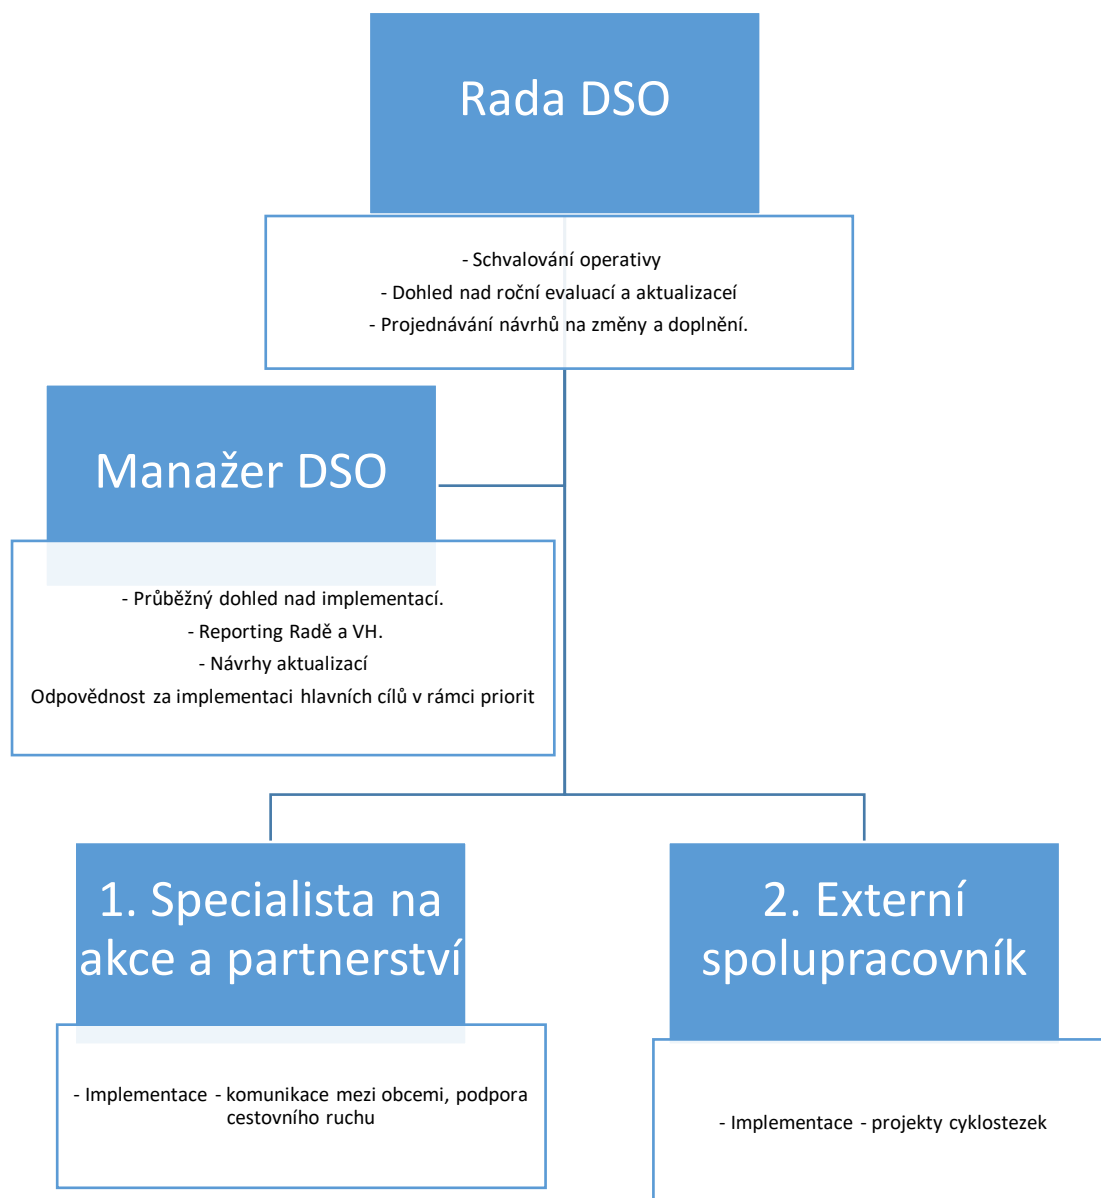 Rada DSO
- Schvalování operativy
- Dohled nad roční evaluací a aktualizaceí
- Projednávání návrhů na změny a doplnění.
Manažer DSO
- Průběžný dohled nad implementací.
- Reporting Radě a VH.
- Návrhy aktualizací
Odpovědnost za implementaci hlavních cílů v rámci priorit
1. Specialista na
akce a partnerství
- Implementace - komunikace mezi obcemi, podpora
cestovního ruchu
2. Externí
spolupracovník
- Implementace - projekty cyklostezek